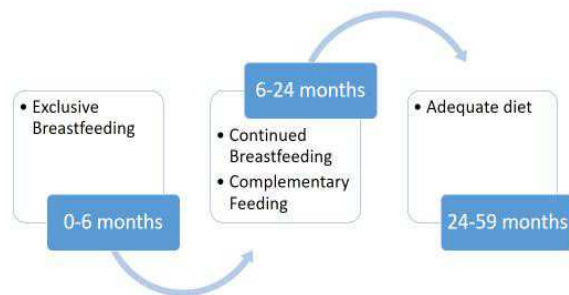 • Exclusive
Breastfeeding
0-6 months
6-24 months
• Continued
Breastfeeding
• Complementary
Feeding
• Adequate diet
24-59 months